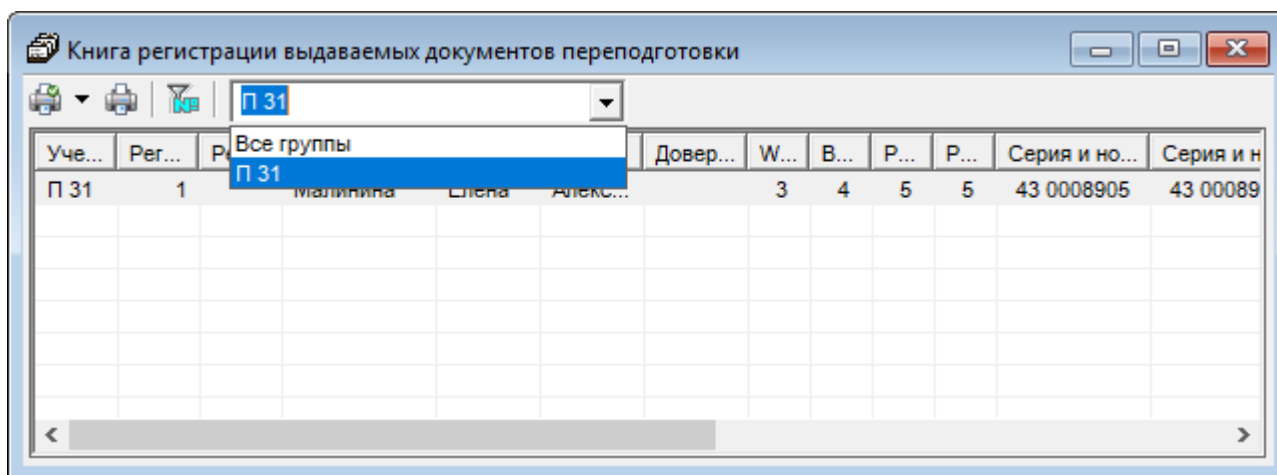 Книга регистрации выдаваемых документов переподготовки
П 31
Все группы
П 31
Уче... Рег... Довер... W... В... Р... Р... Серия и но... Серия и н
П 31 1 Малинина Елена Алекс... 3 4 5 5 43 0008905 43 00089